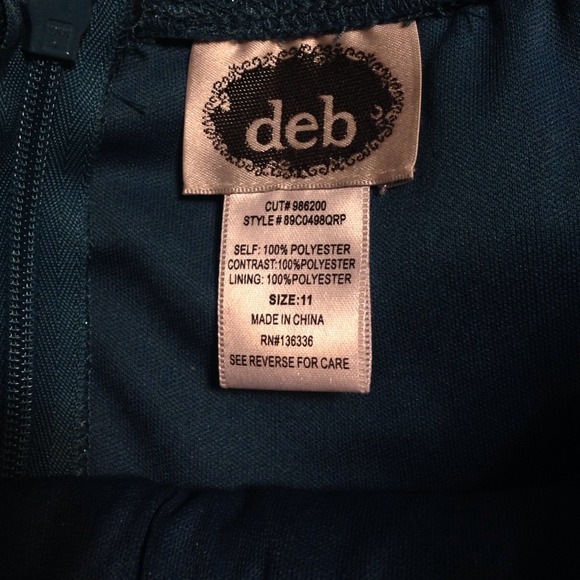 deb
CUT# 986200
STYLE # 89C0498QRP
SELF: 100% POLYESTER
CONTRAST:100%POLYESTER
LINING: 100%POLYESTER
SIZE: 11
MADE IN CHINA
RN#136336
SEE REVERSE FOR CARE